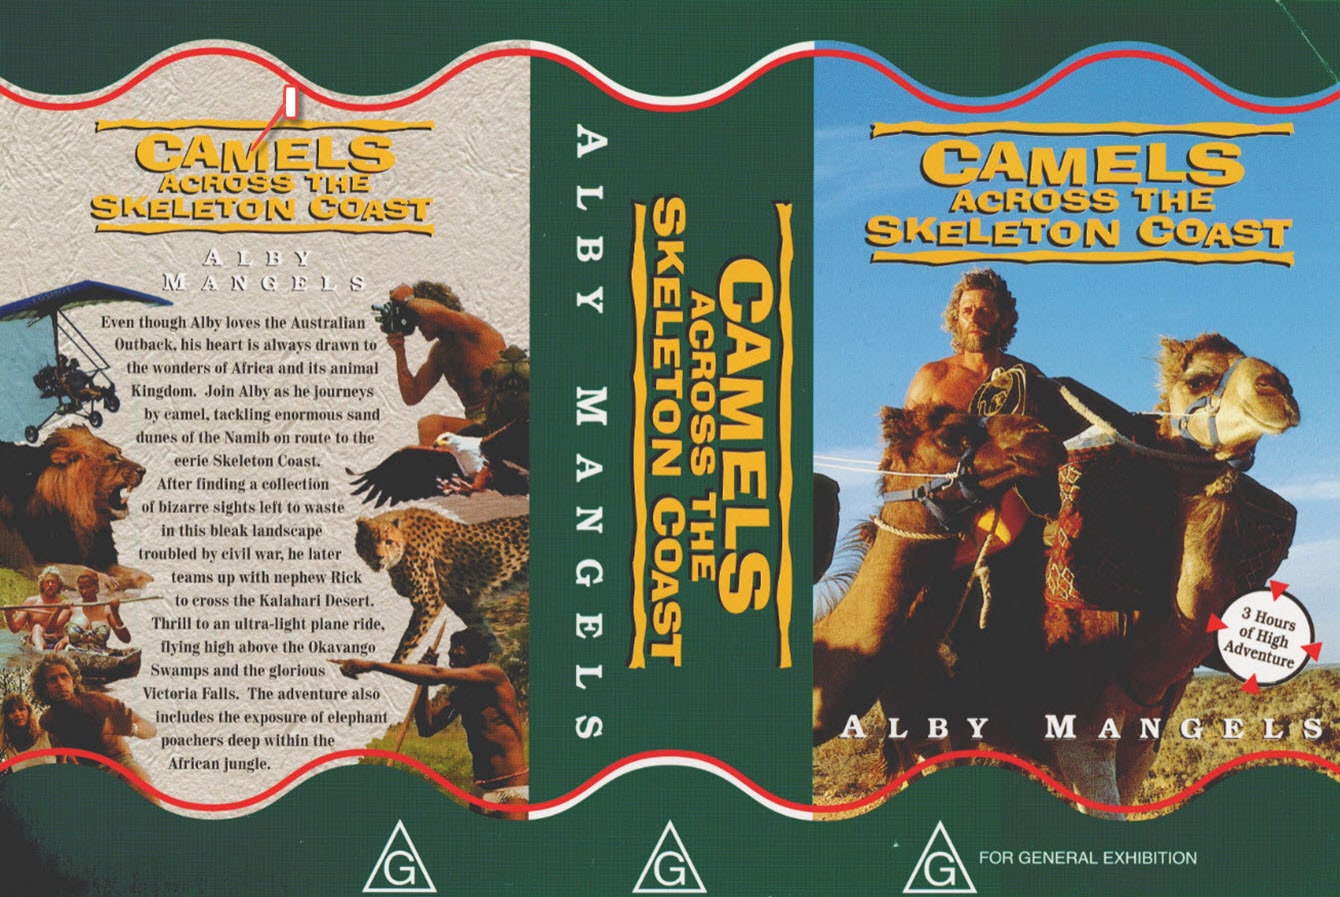 CAMELS
ACROSS THE
SKELETON COAST
ALBY
MANGELS
Even though Alby loves the Australian
Outback, his heart is always drawn to
the wonders of Africa and its animal
Kingdom. Join Alby as he journeys
by camel, tackling enormous sand
dunes of the Namib on route to the
eerie Skeleton Coast.
After finding a collection
of bizarre sights left to waste
in this bleak landscape
troubled by civil war, he later
teams up with nephew Rick
to cross the Kalahari Desert.
Thrill to an ultra-light plane ride,
flying high above the Okavango
Swamps and the glorious
Victoria Falls. The adventure also
includes the exposure of elephant
poachers deep within the
African jungle.
G
ALBY MANGELS
CAMELS
ACROSS THE
SKELETON COAST
G
CAMELS
ACROSS THE
SKELETON COAST
3 Hours
of High
Adventure
ALBY MANGELS
G
FOR GENERAL EXHIBITION